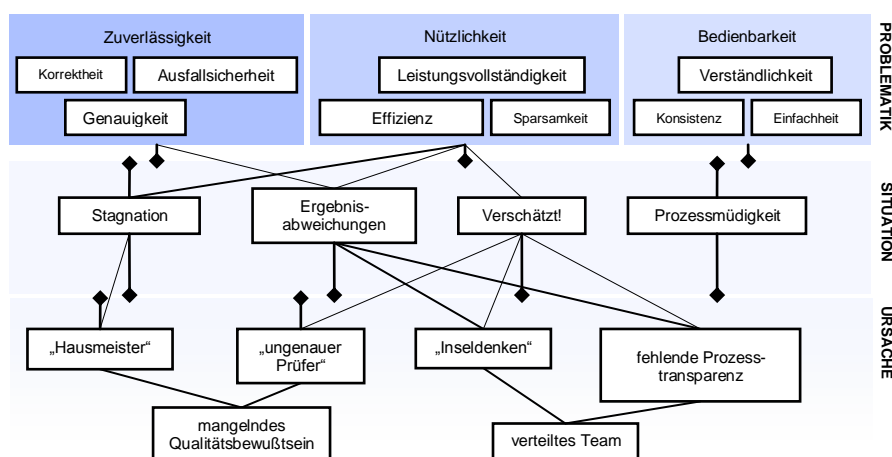 Zuverlässigkeit
Nützlichkeit
Bedienbarkeit
Korrektheit
Ausfallsicherheit
Leistungsvollständigkeit
Verständlichkeit
Genauigkeit
Effizienz
Sparsamkeit
Konsistenz
Einfachheit
PROBLEMATIK
Stagnation
Ergebnis-
abweichungen
Verschätzt!
Prozessmüdigkeit
SITUATION
„Hausmeister“
„ungenauer
Prüfer“
„Inseldenken“
fehlende Prozess-
transparenz
URSACHE
mangelndes
Qualitätsbewußtsein
verteiltes Team